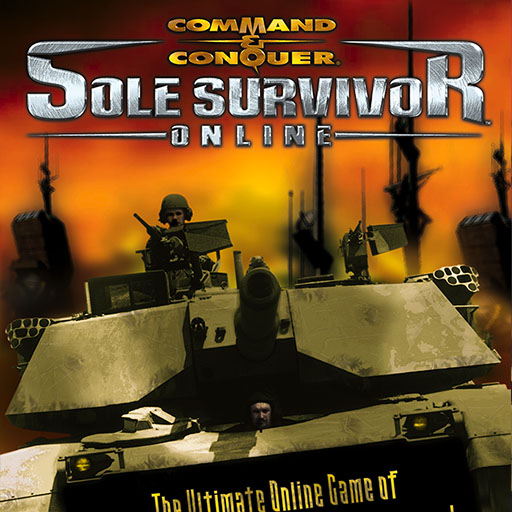 COMMAND
&
CONQUER
SOLE SURVIVOR
ONLINE
The Ultimate Online Game of